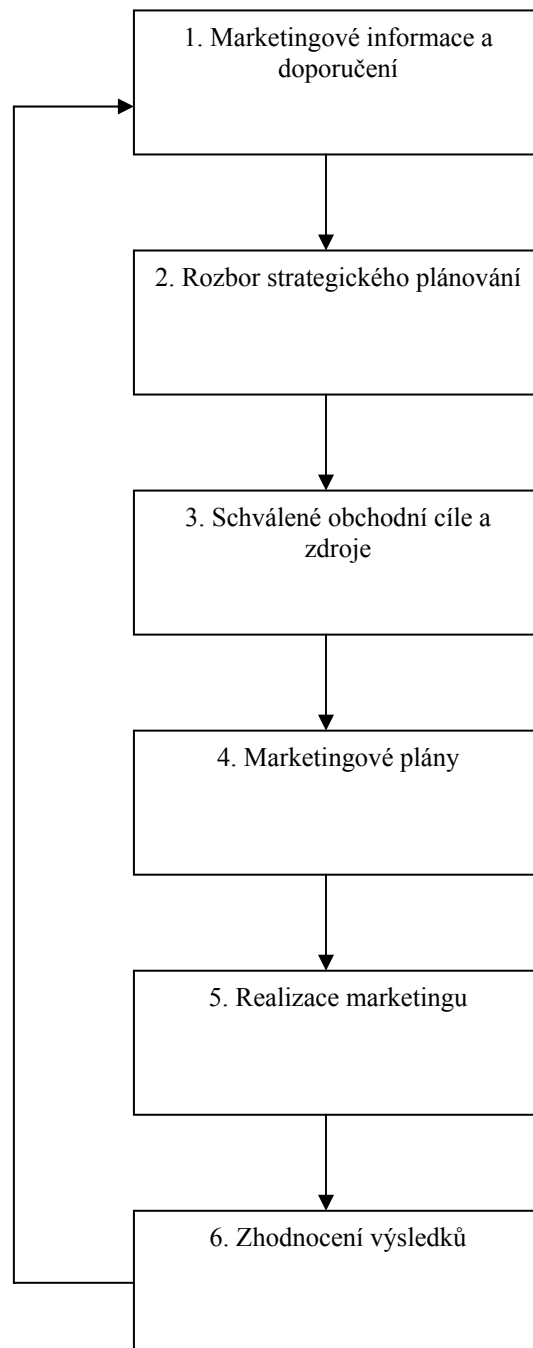 1. Marketingové informace a
doporučení
2. Rozbor strategického plánování
3. Schválené obchodní cíle a
zdroje
4. Marketingové plány
5. Realizace marketingu
6. Zhodnocení výsledků